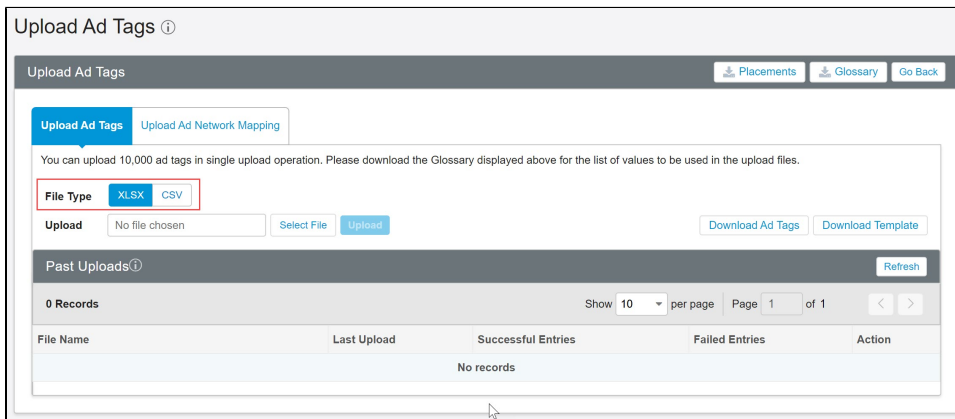 Upload Ad Tags
Upload Ad Tags Placements Glossary Go Back
Upload Ad Tags Upload Ad Network Mapping
You can upload 10,000 ad tags in single upload operation. Please download the Glossary displayed above for the list of values to be used in the upload files.
File Type XLSX CSV
Upload No file chosen Select File Upload Download Ad Tags Download Template
Past Uploads Refresh
0 Records Show 10 per page Page 1 of 1
File Name Last Upload Successful Entries Failed Entries Action
No records